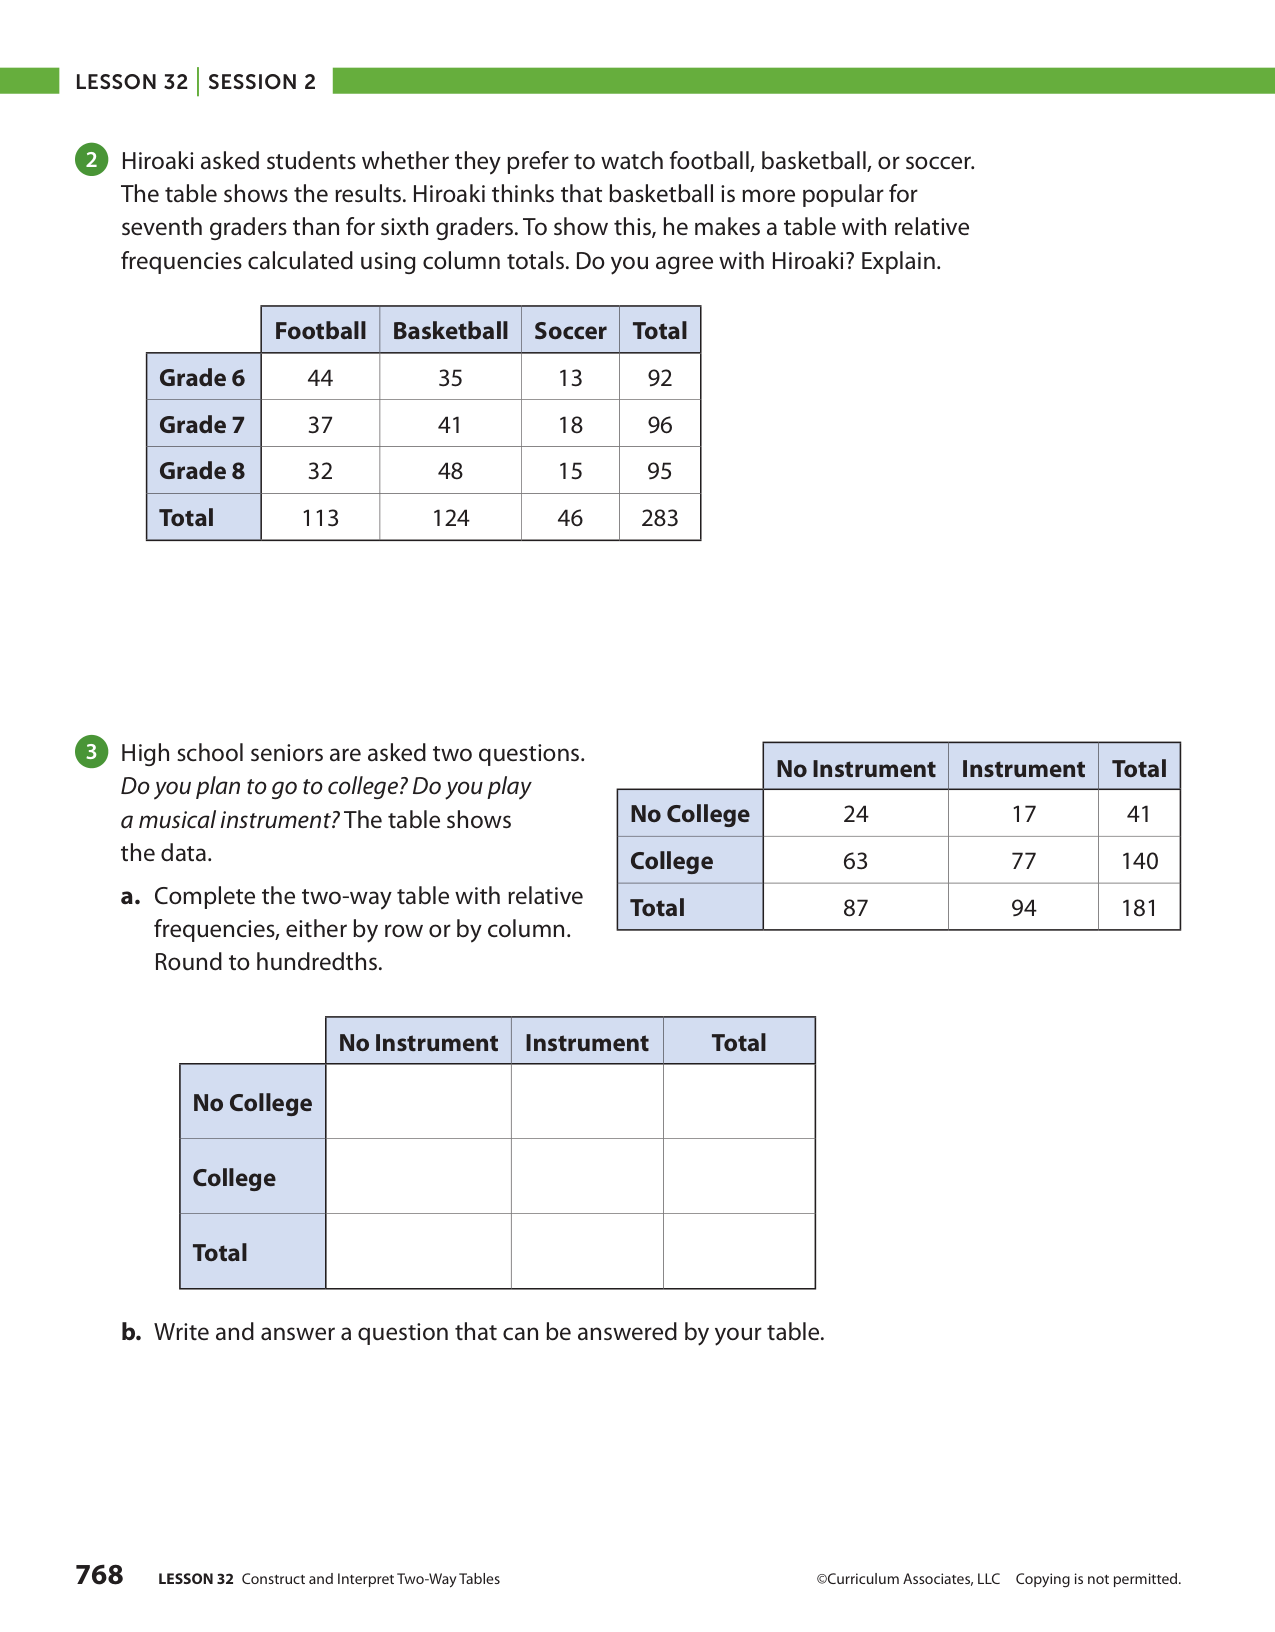 LESSON 32 | SESSION 2
2 Hiroaki asked students whether they prefer to watch football, basketball, or soccer.
The table shows the results. Hiroaki thinks that basketball is more popular for
seventh graders than for sixth graders. To show this, he makes a table with relative
frequencies calculated using column totals. Do you agree with Hiroaki? Explain.
Football Basketball Soccer Total
Grade 6 44 35 13 92
Grade 7 37 41 18 96
Grade 8 32 48 15 95
Total 113 124 46 283
3 High school seniors are asked two questions.
Do you plan to go to college? Do you play
a musical instrument? The table shows
the data.
a. Complete the two-way table with relative
frequencies, either by row or by column.
Round to hundredths.
No Instrument Instrument Total
No College 24 17 41
College 63 77 140
Total 87 94 181
No Instrument Instrument Total
No College
College
Total
b. Write and answer a question that can be answered by your table.
768 LESSON 32 Construct and Interpret Two-Way Tables ©Curriculum Associates, LLC Copying is not permitted.